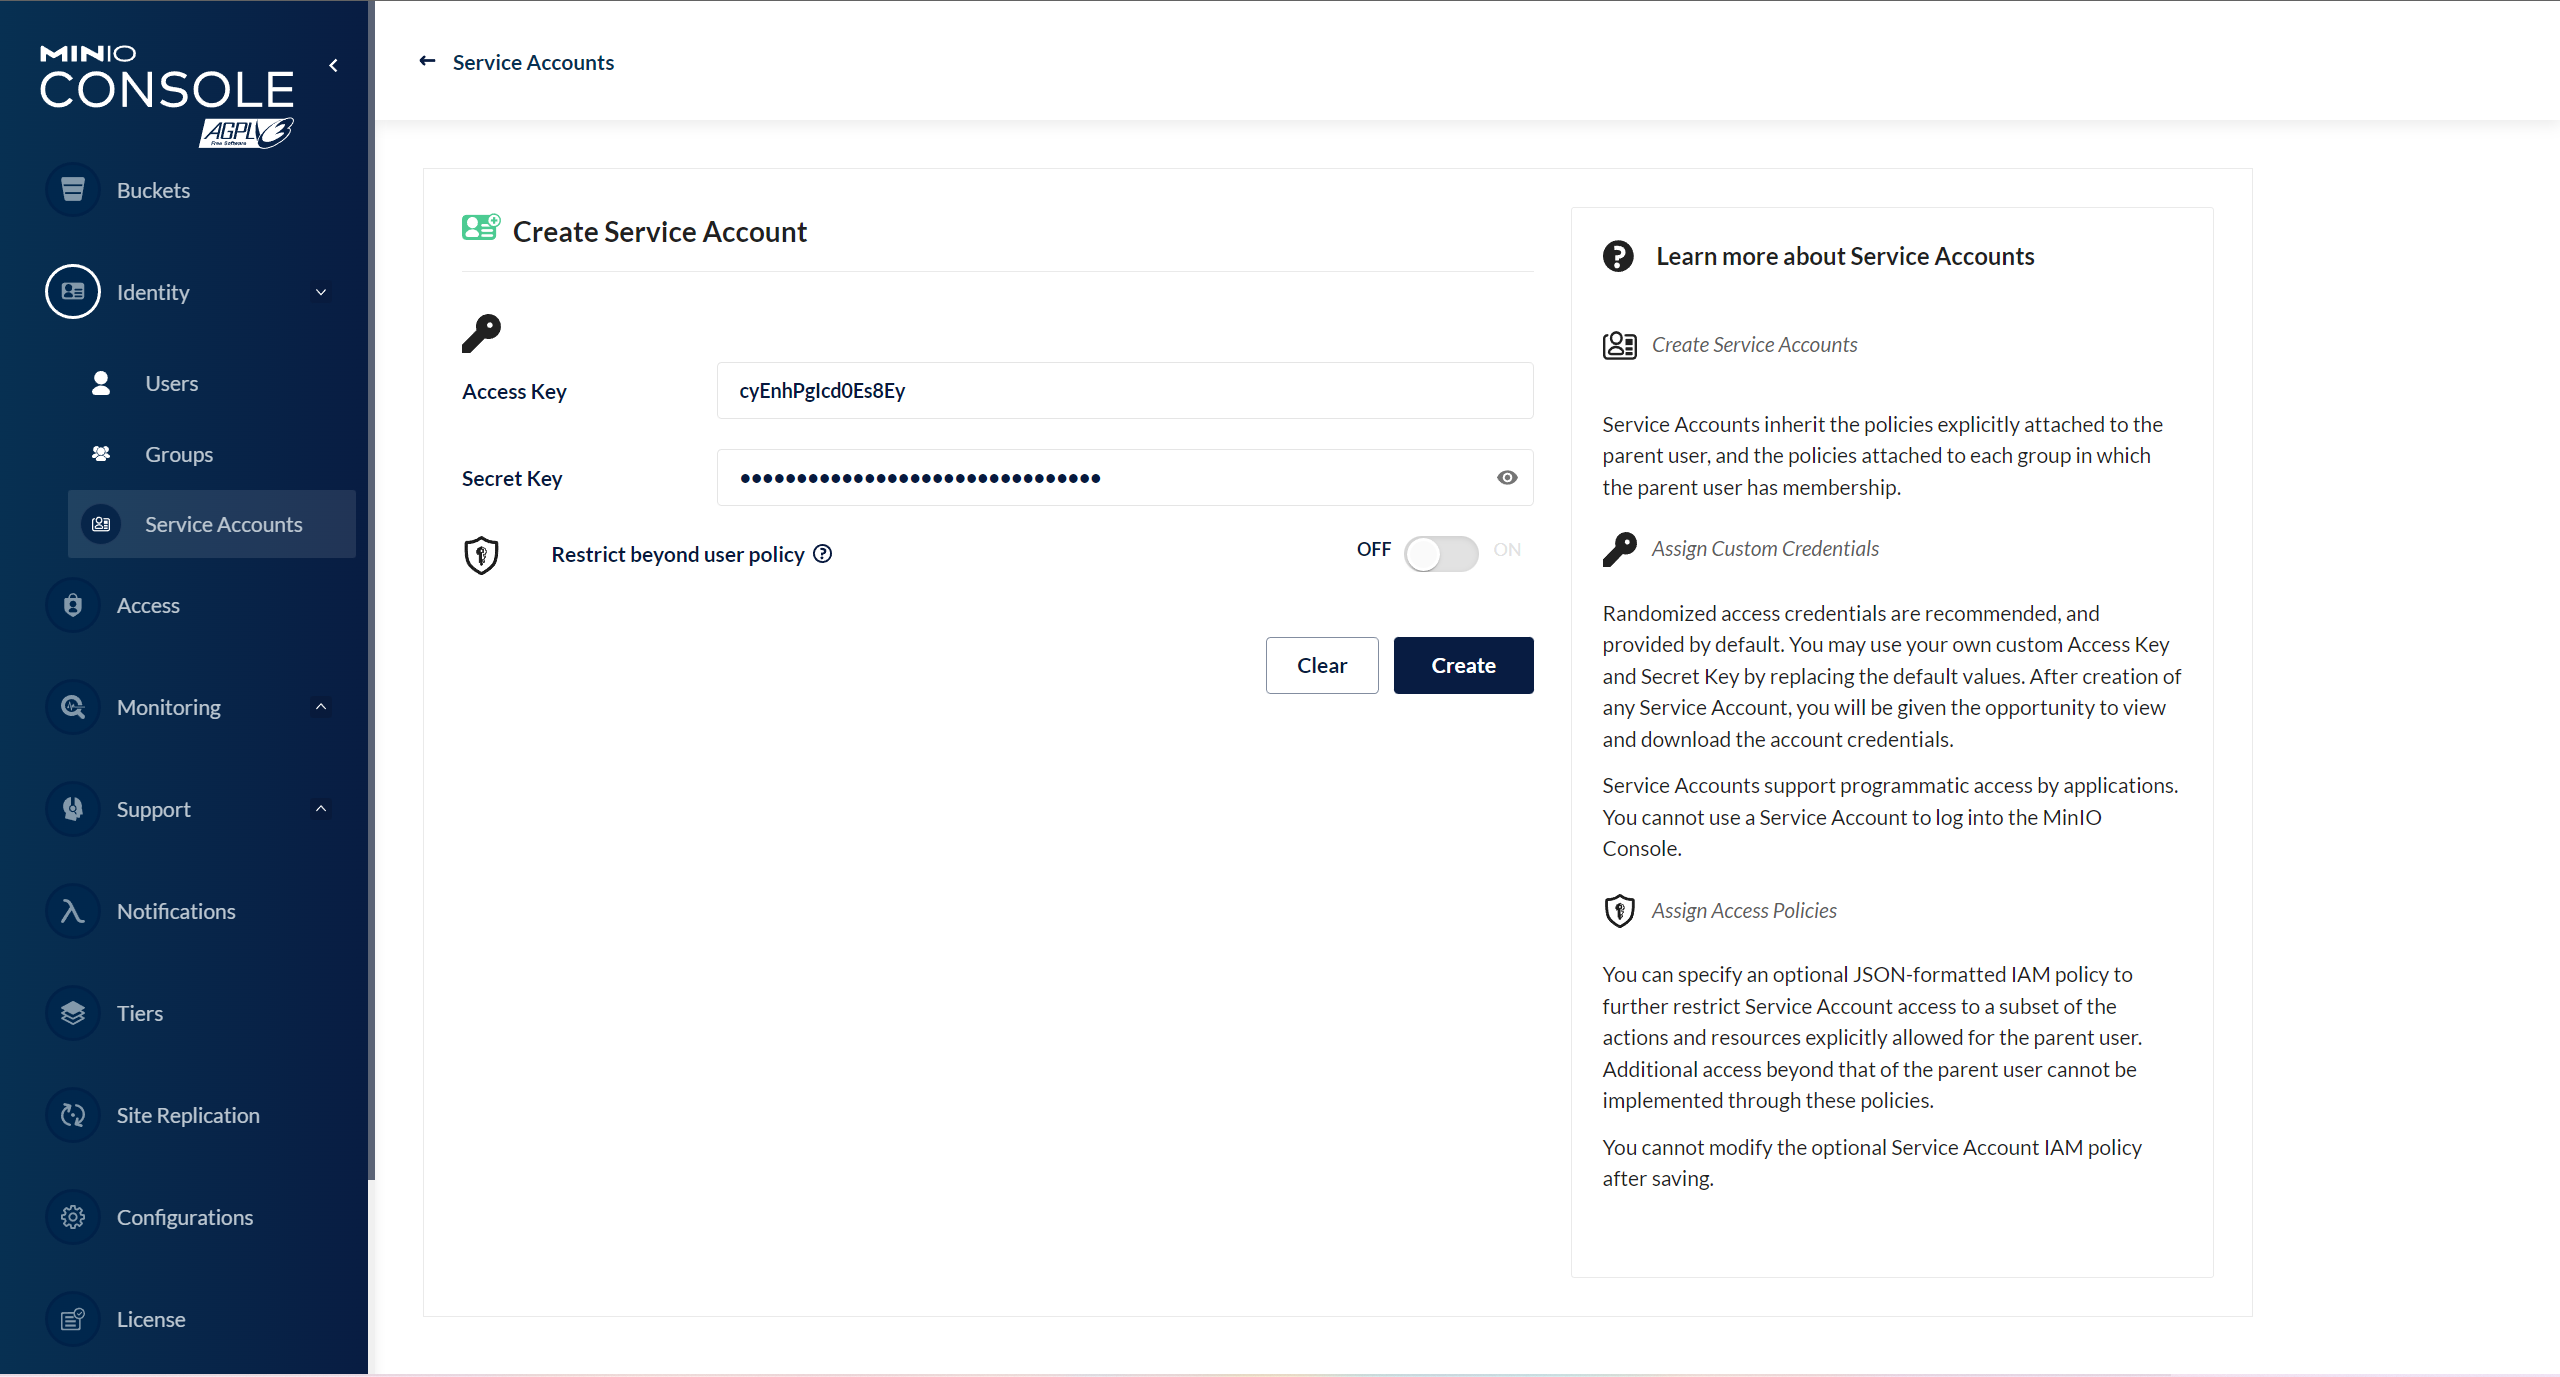 MINIO
CONSOLE
AGPL
Free Software
Buckets
Identity
Users
Groups
Service Accounts
Access
Monitoring
Support
Notifications
Tiers
Site Replication
Configurations
License
Service Accounts
Create Service Account
Access Key
cyEnhPgIcd0Es8Ey
Secret Key
••••••••••••••••••••••••••••••••
Restrict beyond user policy
OFF
ON
Clear
Create
Learn more about Service Accounts
Create Service Accounts
Service Accounts inherit the policies explicitly attached to the
parent user, and the policies attached to each group in which
the parent user has membership.
Assign Custom Credentials
Randomized access credentials are recommended, and
provided by default. You may use your own custom Access Key
and Secret Key by replacing the default values. After creation of
any Service Account, you will be given the opportunity to view
and download the account credentials.
Service Accounts support programmatic access by applications.
You cannot use a Service Account to log into the MinIO
Console.
Assign Access Policies
You can specify an optional JSON-formatted IAM policy to
further restrict Service Account access to a subset of the
actions and resources explicitly allowed for the parent user.
Additional access beyond that of the parent user cannot be
implemented through these policies.
You cannot modify the optional Service Account IAM policy
after saving.